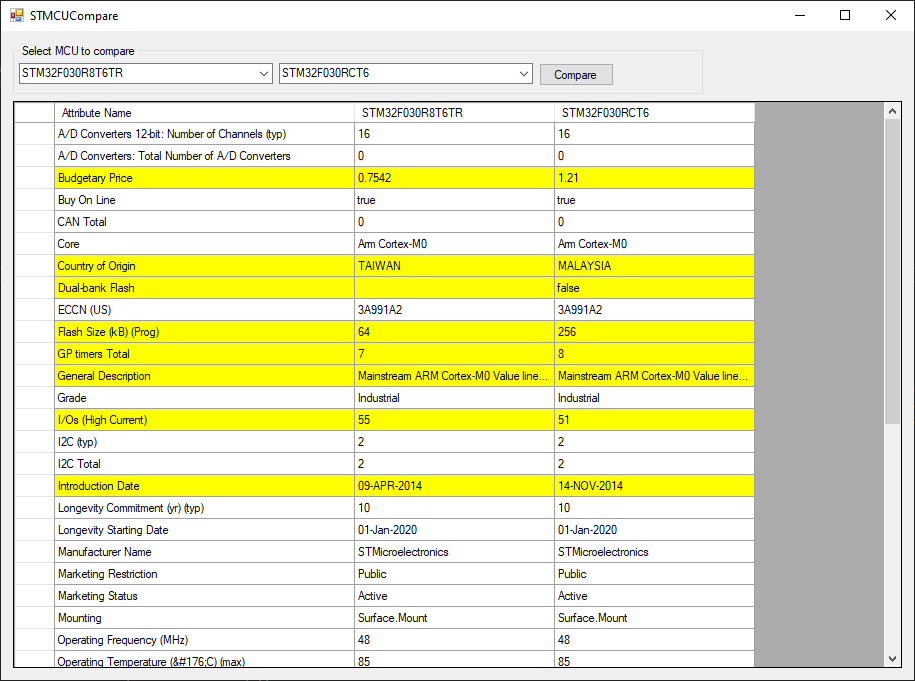 STMCUCompare
Select MCU to compare
STM32F030R8T6TR STM32F030RCT6 Compare
Attribute Name STM32F030R8T6TR STM32F030RCT6
A/D Converters 12-bit: Number of Channels (typ) 16 16
A/D Converters: Total Number of A/D Converters 0 0
Budgetary Price 0.7542 1.21
Buy On Line true true
CAN Total 0 0
Core Arm Cortex-M0 Arm Cortex-M0
Country of Origin TAIWAN MALAYSIA
Dual-bank Flash false
ECCN (US) 3A991A2 3A991A2
Flash Size (kB) (Prog) 64 256
GP timers Total 7 8
General Description Mainstream ARM Cortex-M0 Value line... Mainstream ARM Cortex-M0 Value line...
Grade Industrial Industrial
I/Os (High Current) 55 51
I2C (typ) 2 2
I2C Total 2 2
Introduction Date 09-APR-2014 14-NOV-2014
Longevity Commitment (yr) (typ) 10 10
Longevity Starting Date 01-Jan-2020 01-Jan-2020
Manufacturer Name STMicroelectronics STMicroelectronics
Marketing Restriction Public Public
Marketing Status Active Active
Mounting Surface.Mount Surface.Mount
Operating Frequency (MHz) 48 48
Operating Temperature (&#176;C) (max) 85 85